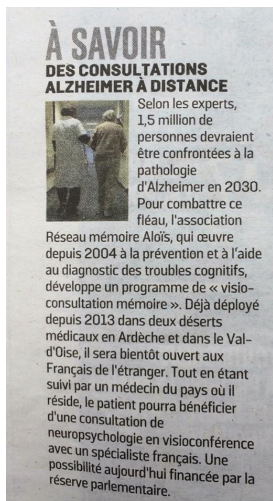 À SAVOIR
DES CONSULTATIONS
ALZHEIMER À DISTANCE
Selon les experts,
1,5 million de
personnes devraient
être confrontées à la
pathologie
d'Alzheimer en 2030.
Pour combattre ce
fléau, l'association
Réseau mémoire Aloïs, qui œuvre
depuis 2004 à la prévention et à l'aide
au diagnostic des troubles cognitifs,
développe un programme de « visio-
consultation mémoire ». Déjà déployé
depuis 2013 dans deux déserts
médicaux en Ardèche et dans le Val-
d'Oise, il sera bientôt ouvert aux
Français de l'étranger. Tout en étant
suivi par un médecin du pays où il
réside, le patient pourra bénéficier
d'une consultation de
neuropsychologie en visioconférence
avec un spécialiste français. Une
possibilité aujourd'hui financée par la
réserve parlementaire.